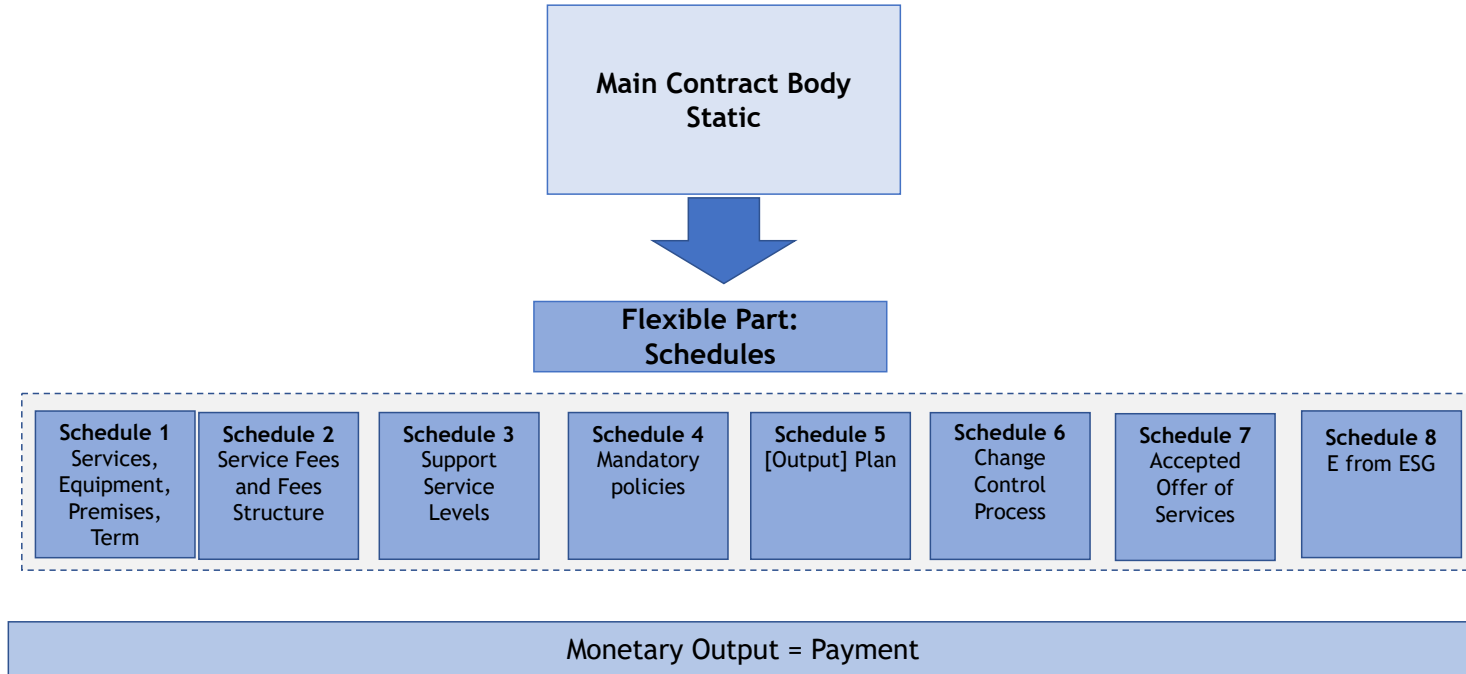 Main Contract Body
Static
Flexible Part:
Schedules
Schedule 1
Services,
Equipment,
Premises,
Term
Schedule 2
Service Fees
and Fees
Structure
Schedule 3
Support
Service
Levels
Schedule 4
Mandatory
policies
Schedule 5
[Output] Plan
Schedule 6
Change
Control
Process
Schedule 7
Accepted
Offer of
Services
Schedule 8
E from ESG
Monetary Output = Payment